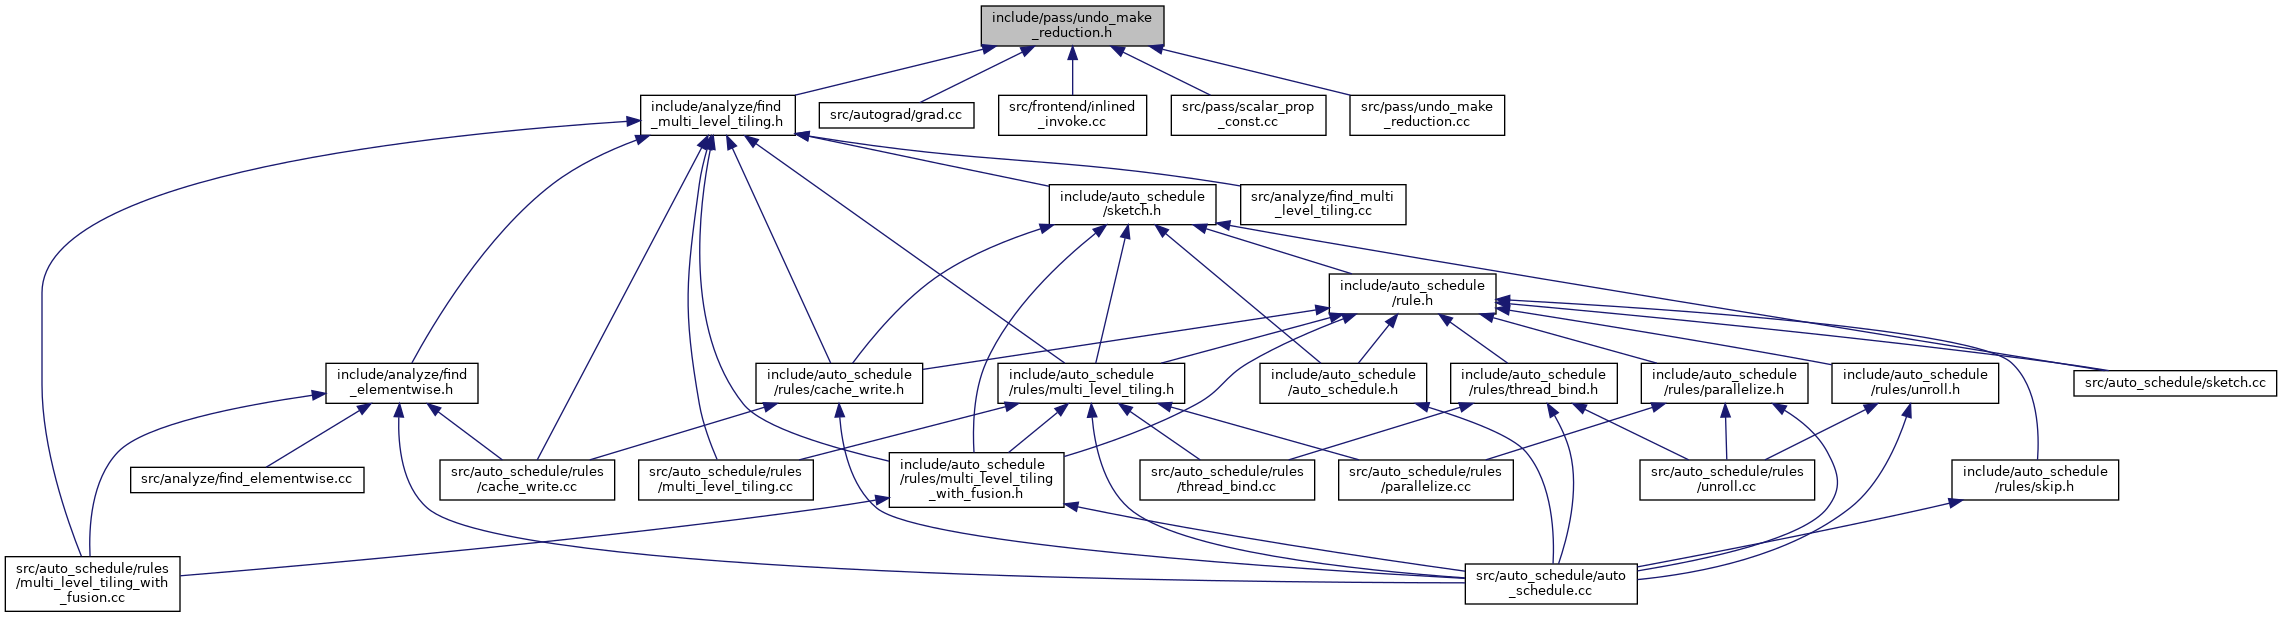 include/pass/undo_make
_reduction.h
include/analyze/find
_multi_level_tiling.h
src/autograd/grad.cc
src/frontend/inlined
_invoke.cc
src/pass/scalar_prop
_const.cc
src/pass/undo_make
_reduction.cc
include/auto_schedule
/sketch.h
src/analyze/find_multi
_level_tiling.cc
include/auto_schedule
/rule.h
include/analyze/find
_elementwise.h
include/auto_schedule
/rules/cache_write.h
include/auto_schedule
/rules/multi_level_tiling.h
include/auto_schedule
/auto_schedule.h
include/auto_schedule
/rules/thread_bind.h
include/auto_schedule
/rules/parallelize.h
include/auto_schedule
/rules/unroll.h
src/auto_schedule/sketch.cc
src/analyze/find_elementwise.cc
src/auto_schedule/rules
/cache_write.cc
src/auto_schedule/rules
/multi_level_tiling.cc
include/auto_schedule
/rules/multi_level_tiling
_with_fusion.h
src/auto_schedule/rules
/thread_bind.cc
src/auto_schedule/rules
/parallelize.cc
src/auto_schedule/rules
/unroll.cc
include/auto_schedule
/rules/skip.h
src/auto_schedule/rules
/multi_level_tiling_with
_fusion.cc
src/auto_schedule/auto
_schedule.cc